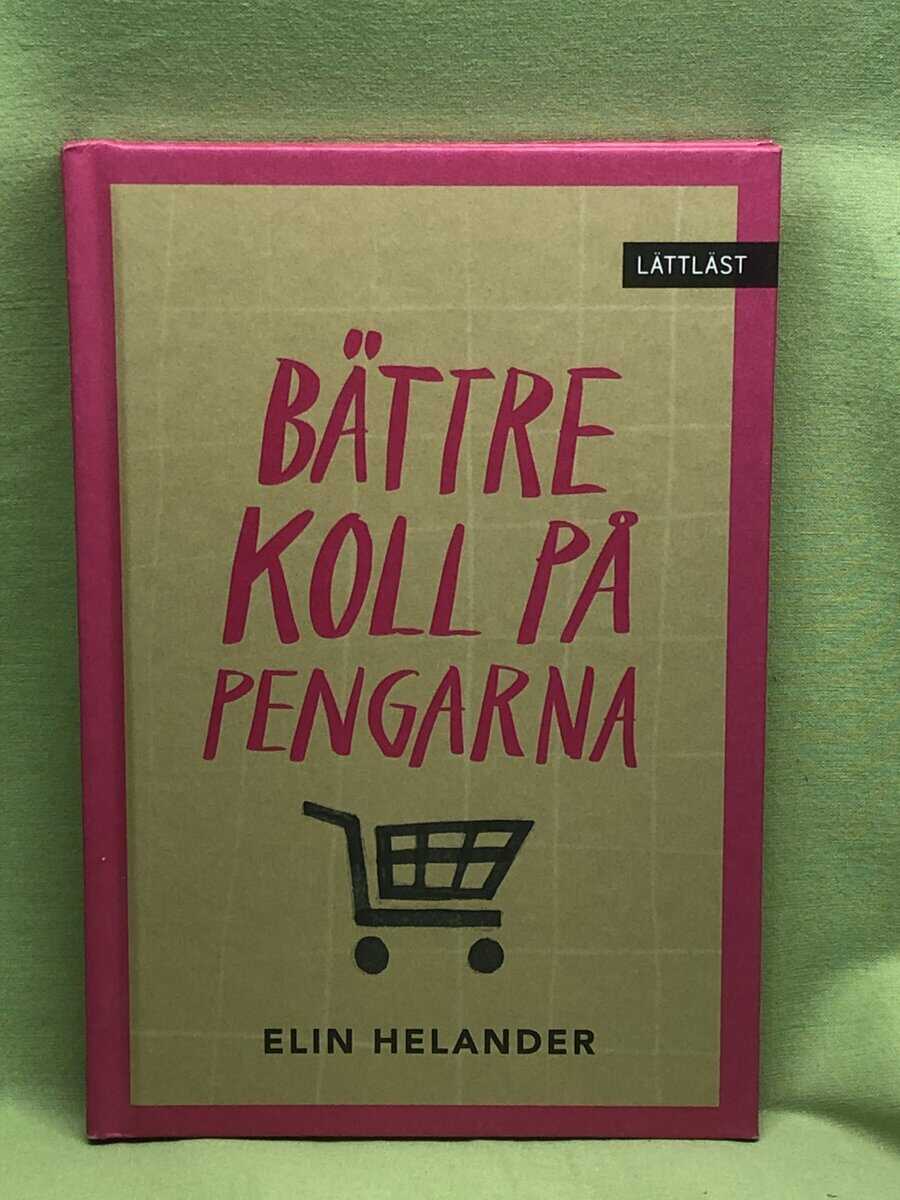 LÄTTLÄST
BÄTTRE
KOLL PÅ
PENGARNA
ELIN HELANDER